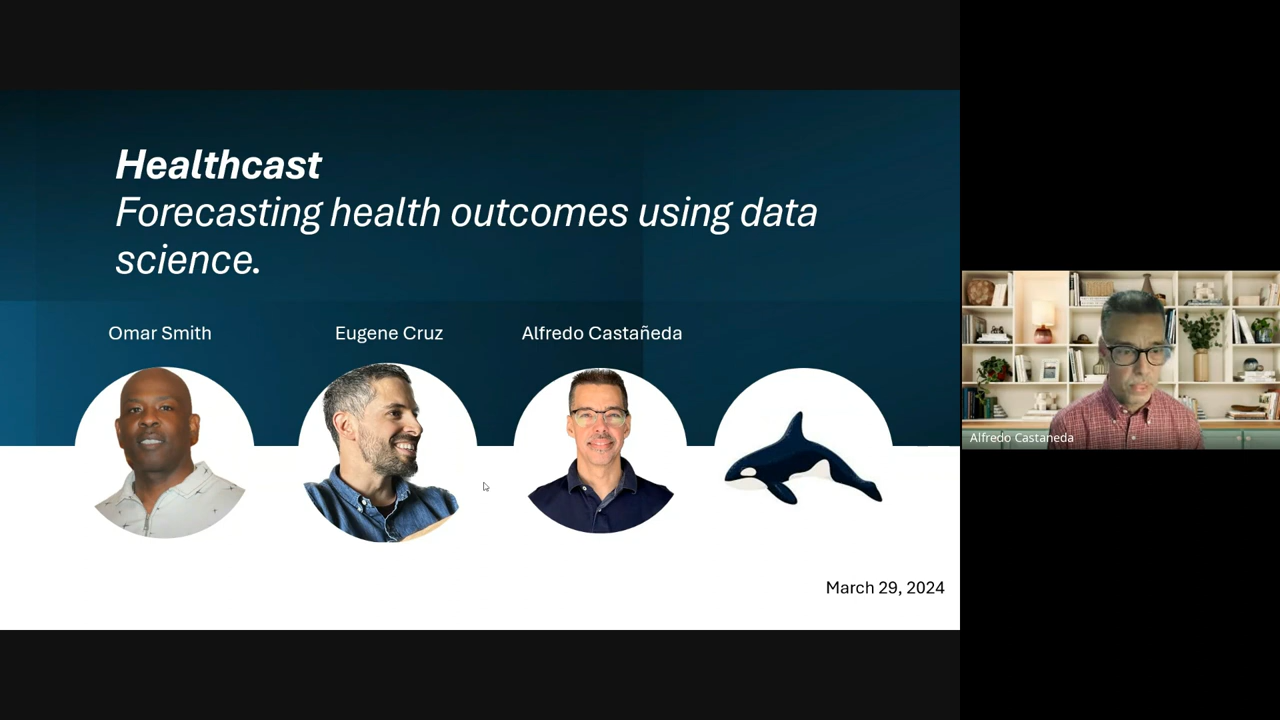 Healthcast
Forecasting health outcomes using data
science.
Omar Smith
Eugene Cruz
Alfredo Castañeda
March 29, 2024
Alfredo Castaneda